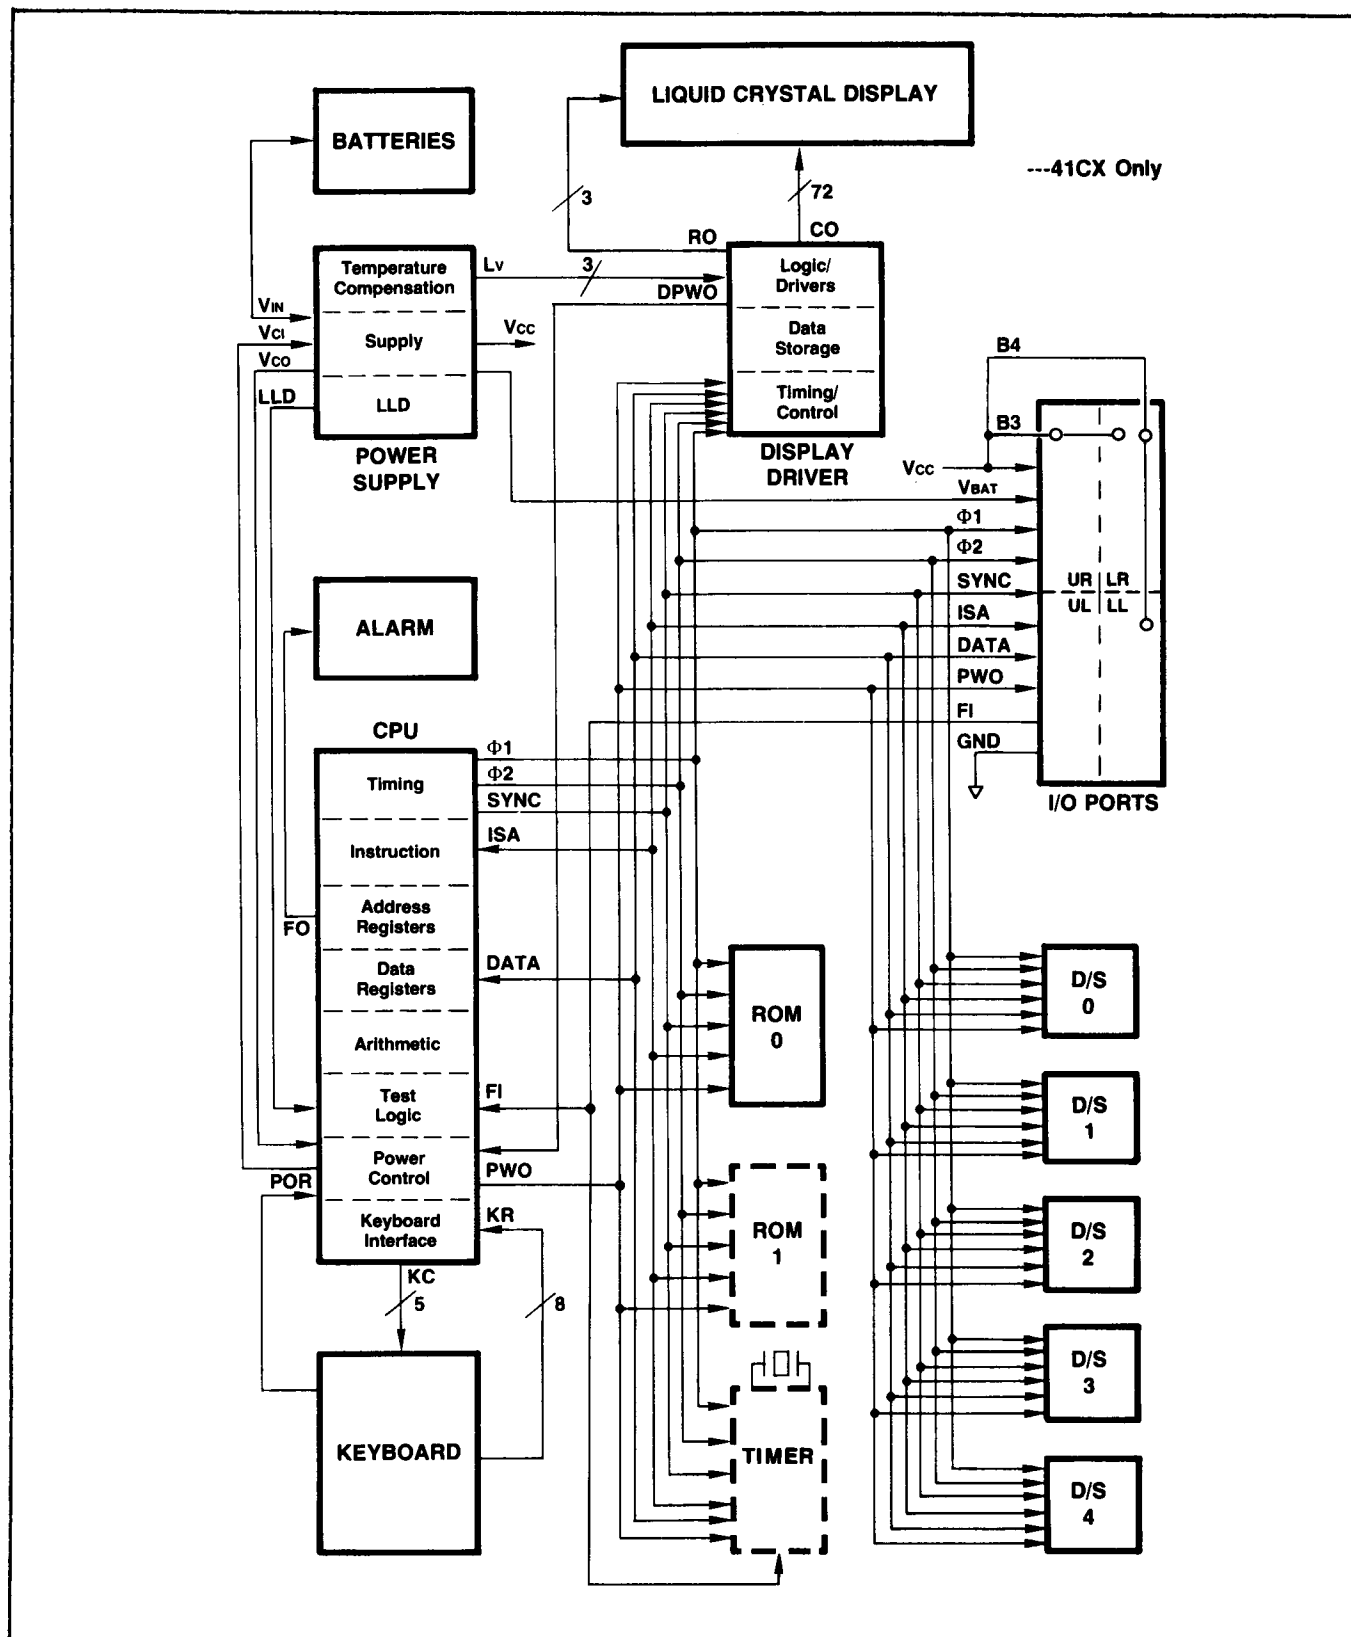 LIQUID CRYSTAL DISPLAY
BATTERIES
---41CX Only
3
72
RO
CO
Temperature
Compensation
Lv
3
Logic/
Drivers
DPWO
VIN
VCI
Supply
Vcc
Data
Storage
VCO
LLD
LLD
Timing/
Control
B4
B3
POWER
SUPPLY
DISPLAY
DRIVER
Vcc
VBAT
Φ1
Φ2
SYNC
UR
LR
UL
LL
ISA
DATA
PWO
FI
GND
I/O PORTS
ALARM
CPU
Φ1
Timing
Φ2
SYNC
ISA
Instruction
Address
Registers
FO
Data
Registers
DATA
Arithmetic
Test
Logic
FI
Power
Control
PWO
POR
Keyboard
Interface
KR
KC
5
8
KEYBOARD
ROM
0
ROM
1
TIMER
D/S
0
D/S
1
D/S
2
D/S
3
D/S
4